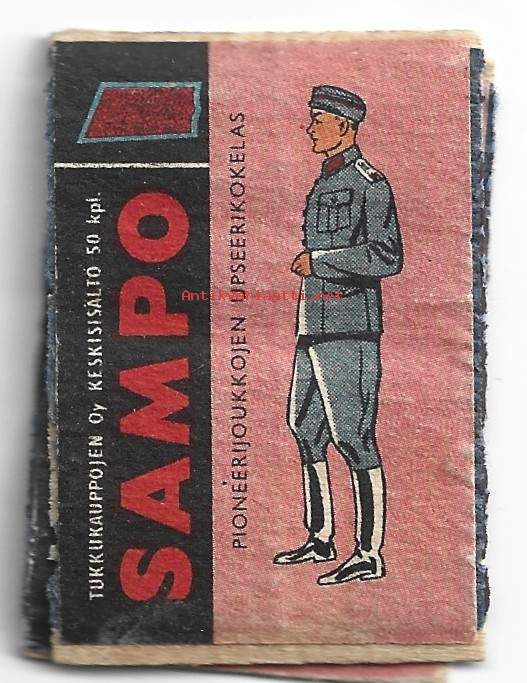 TUKKUKAUPPOJEN Oy KESKISISÄLTÖ 50 kpl.
SAMPO
PIONEERIJOUKKOJEN UPSEERIKOKELAS
Antikvariaatti.net